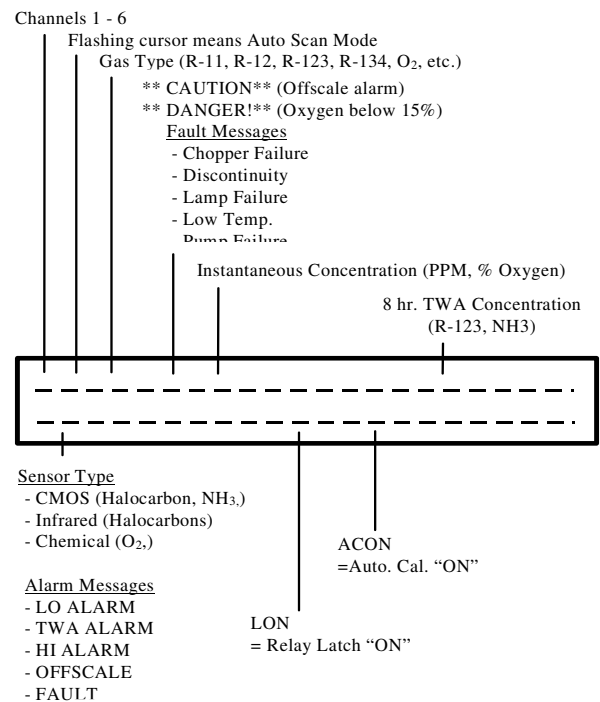 Channels 1 - 6
Flashing cursor means Auto Scan Mode
Gas Type (R-11, R-12, R-123, R-134, O₂, etc.)
** CAUTION** (Offscale alarm)
** DANGER!** (Oxygen below 15%)
Fault Messages
- Chopper Failure
- Discontinuity
- Lamp Failure
- Low Temp.
- Pump Failure
Instantaneous Concentration (PPM, % Oxygen)
8 hr. TWA Concentration
(R-123, NH3)
Sensor Type
- CMOS (Halocarbon, NH₃,)
- Infrared (Halocarbons)
- Chemical (O₂,)
ACON
=Auto. Cal. “ON”
Alarm Messages
- LO ALARM
- TWA ALARM
- HI ALARM
- OFFSCALE
- FAULT
LON
= Relay Latch “ON”